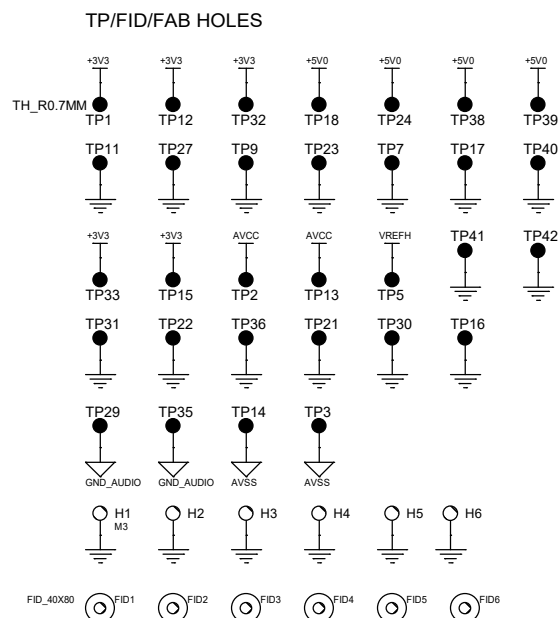 TP/FID/FAB HOLES
+3V3 +3V3 +3V3 +5V0 +5V0 +5V0 +5V0
TH_R0.7MM
TP1 TP12 TP32 TP18 TP24 TP38 TP39
TP11 TP27 TP9 TP23 TP7 TP17 TP40
+3V3 +3V3 AVCC AVCC VREFH TP41 TP42
TP33 TP15 TP2 TP13 TP5
TP31 TP22 TP36 TP21 TP30 TP16
TP29 TP35 TP14 TP3
GND_AUDIO GND_AUDIO AVSS AVSS
H1 H2 H3 H4 H5 H6
M3
FID_40X80 FID1 FID2 FID3 FID4 FID5 FID6